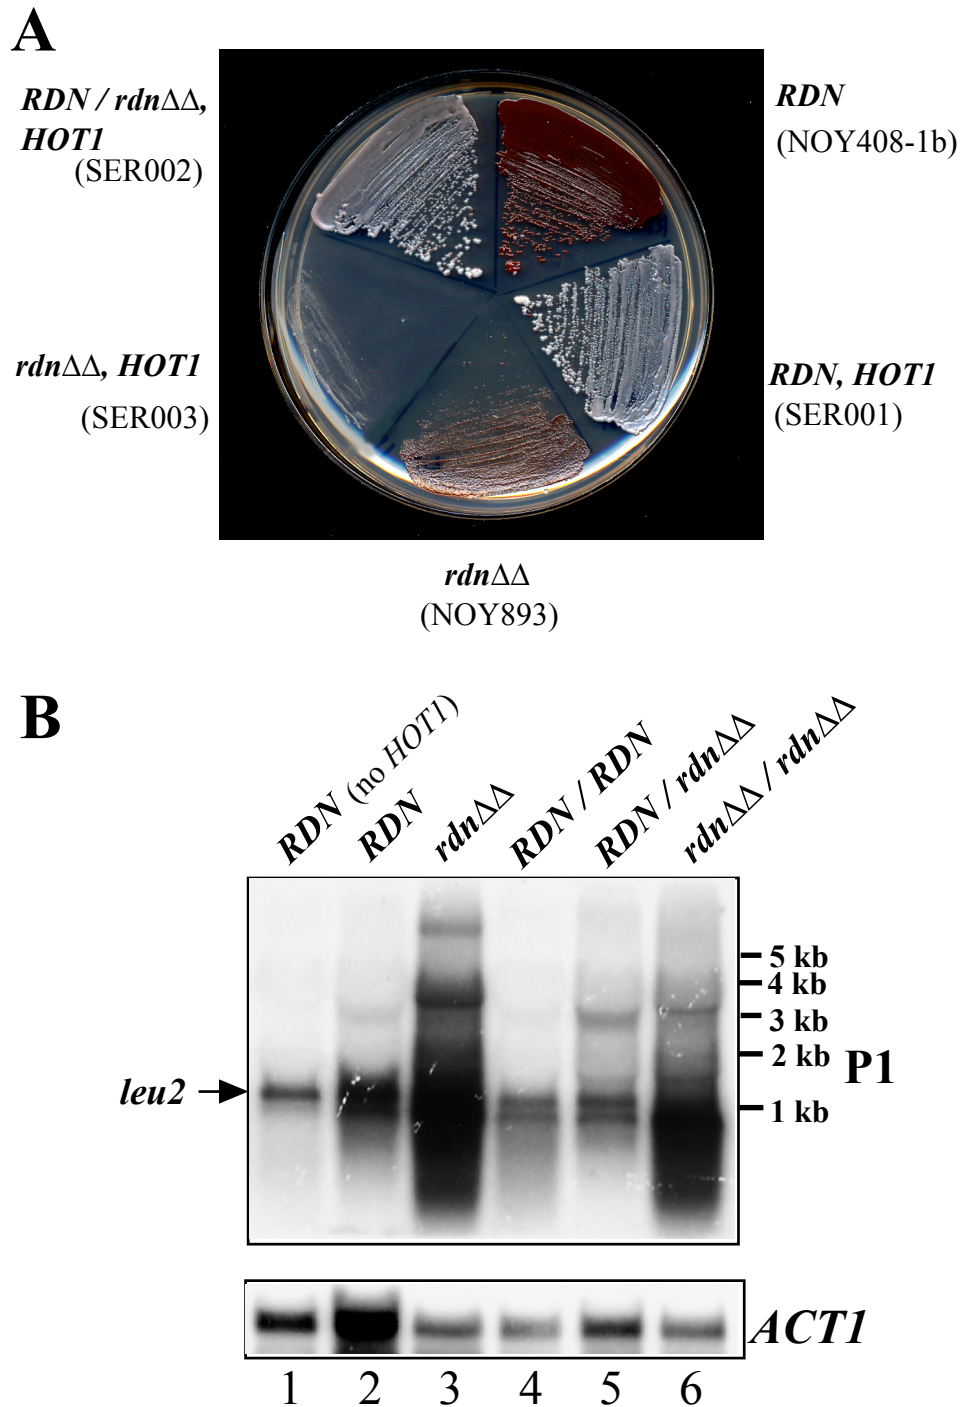 A
RDN / rdnΔΔ,
HOT1
(SER002)
RDN
(NOY408-1b)
rdnΔΔ, HOT1
(SER003)
RDN, HOT1
(SER001)
rdnΔΔ
(NOY893)
B
RDN (no HOT1)
RDN
rdnΔΔ
RDN / RDN
RDN / rdnΔΔ
rdnΔΔ / rdnΔΔ
5 kb
4 kb
3 kb
2 kb
1 kb
P1
leu2
ACT1
1 2 3 4 5 6